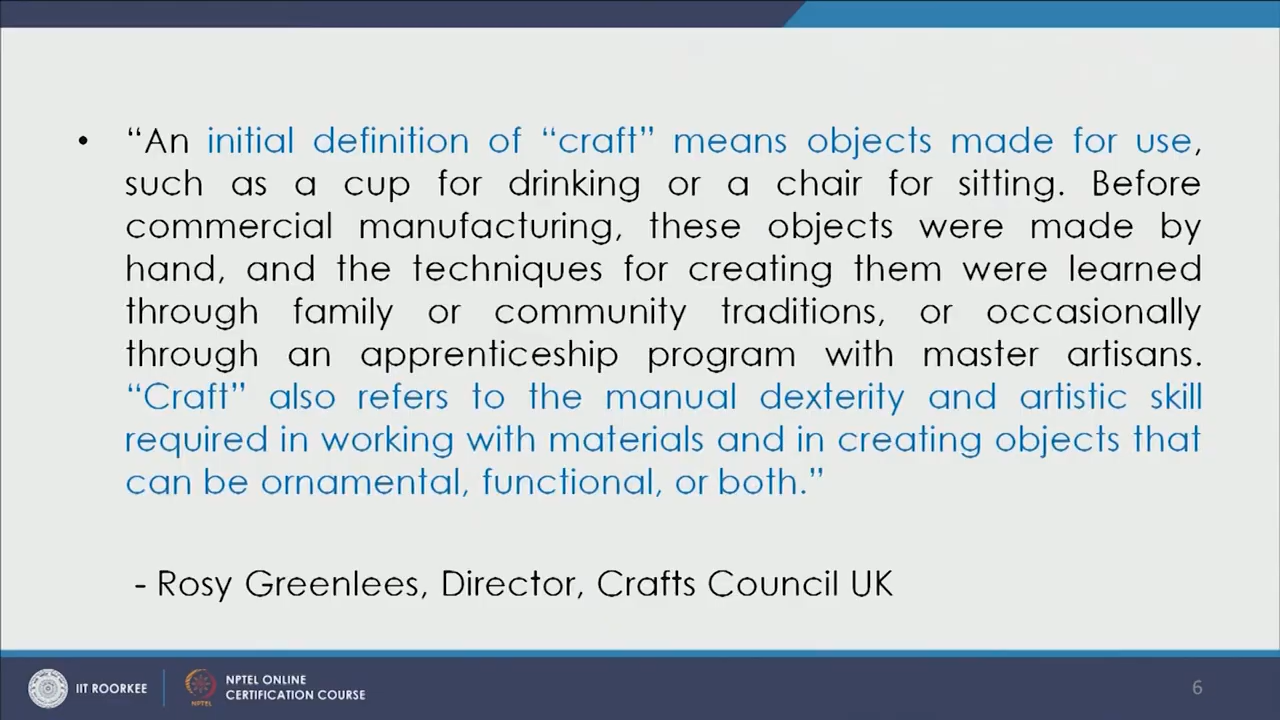 • “An initial definition of “craft” means objects made for use,
such as a cup for drinking or a chair for sitting. Before
commercial manufacturing, these objects were made by
hand, and the techniques for creating them were learned
through family or community traditions, or occasionally
through an apprenticeship program with master artisans.
“Craft” also refers to the manual dexterity and artistic skill
required in working with materials and in creating objects that
can be ornamental, functional, or both.”
- Rosy Greenlees, Director, Crafts Council UK
IIT ROORKEE
NPTEL
NPTEL ONLINE
CERTIFICATION COURSE
6